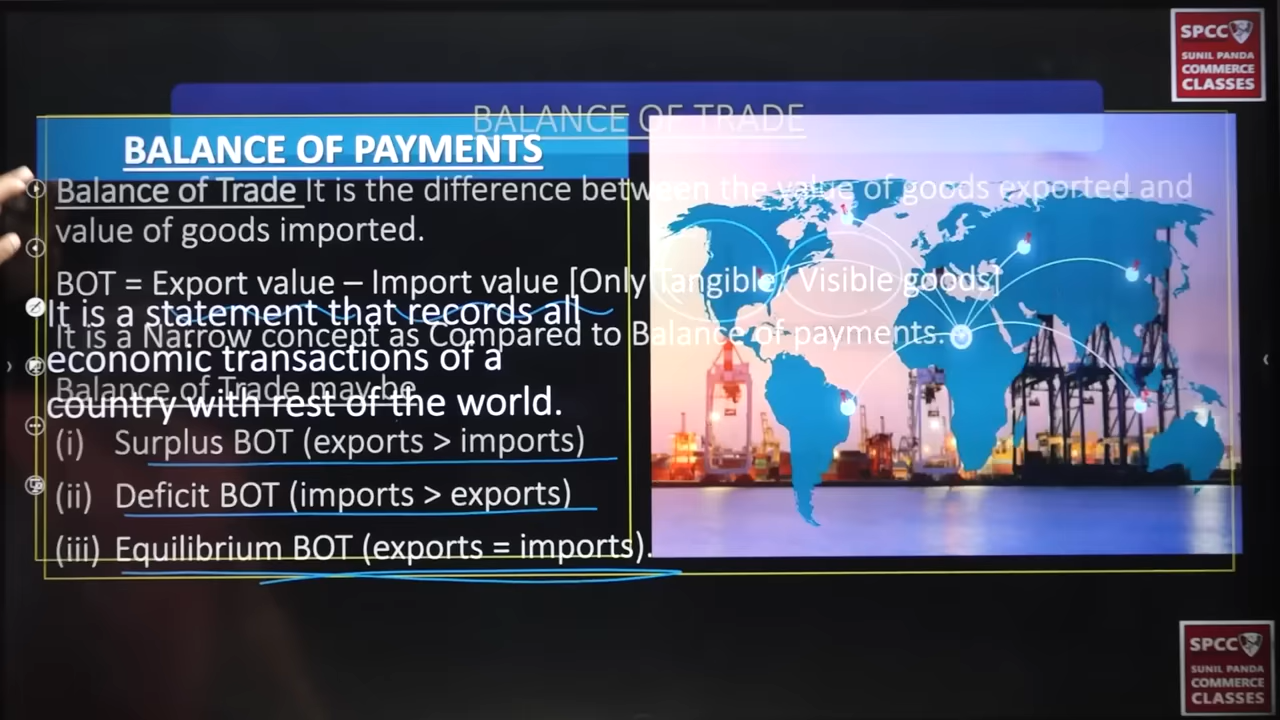 SPCC
SUNIL PANDA
COMMERCE
CLASSES
BALANCE OF TRADE
BALANCE OF PAYMENTS
Balance of Trade It is the difference between the value of goods exported and
value of goods imported.
BOT = Export value – Import value [Only Tangible/ Visible goods]
It is a statement that records all
It is a Narrow concept as Compared to Balance of payments.
economic transactions of a
Balance of Trade may be
country with rest of the world.
(i) Surplus BOT (exports > imports)
(ii) Deficit BOT (imports > exports)
(iii) Equilibrium BOT (exports = imports).
SPCC
SUNIL PANDA
COMMERCE
CLASSES